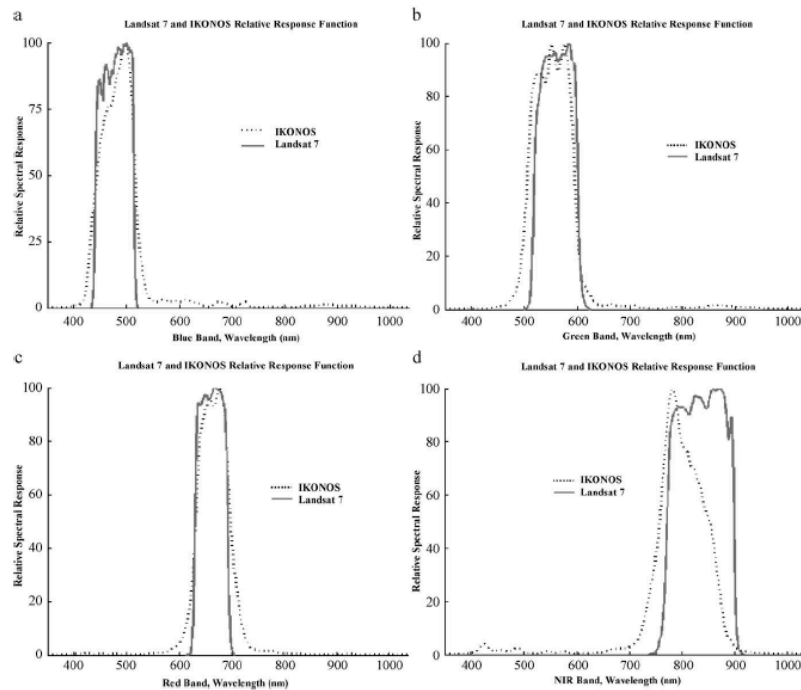 a
Landsat 7 and IKONOS Relative Response Function
100
75
50
25
0
Relative Spectral Response
IKONOS
Landsat 7
400 500 600 700 800 900 1000
Blue Band, Wavelength (nm)
b
Landsat 7 and IKONOS Relative Response Function
100
80
60
40
20
0
Relative Spectral Response
IKONOS
Landsat 7
400 500 600 700 800 900 1000
Green Band, Wavelength (nm)
c
Landsat 7 and IKONOS Relative Response Function
100
80
60
40
20
0
Relative Spectral Response
IKONOS
Landsat 7
400 500 600 700 800 900 1000
Red Band, Wavelength (nm)
d
Landsat 7 and IKONOS Relative Response Function
100
80
60
40
20
0
Relative Spectral Response
IKONOS
Landsat 7
400 500 600 700 800 900 1000
NIR Band, Wavelength (nm)